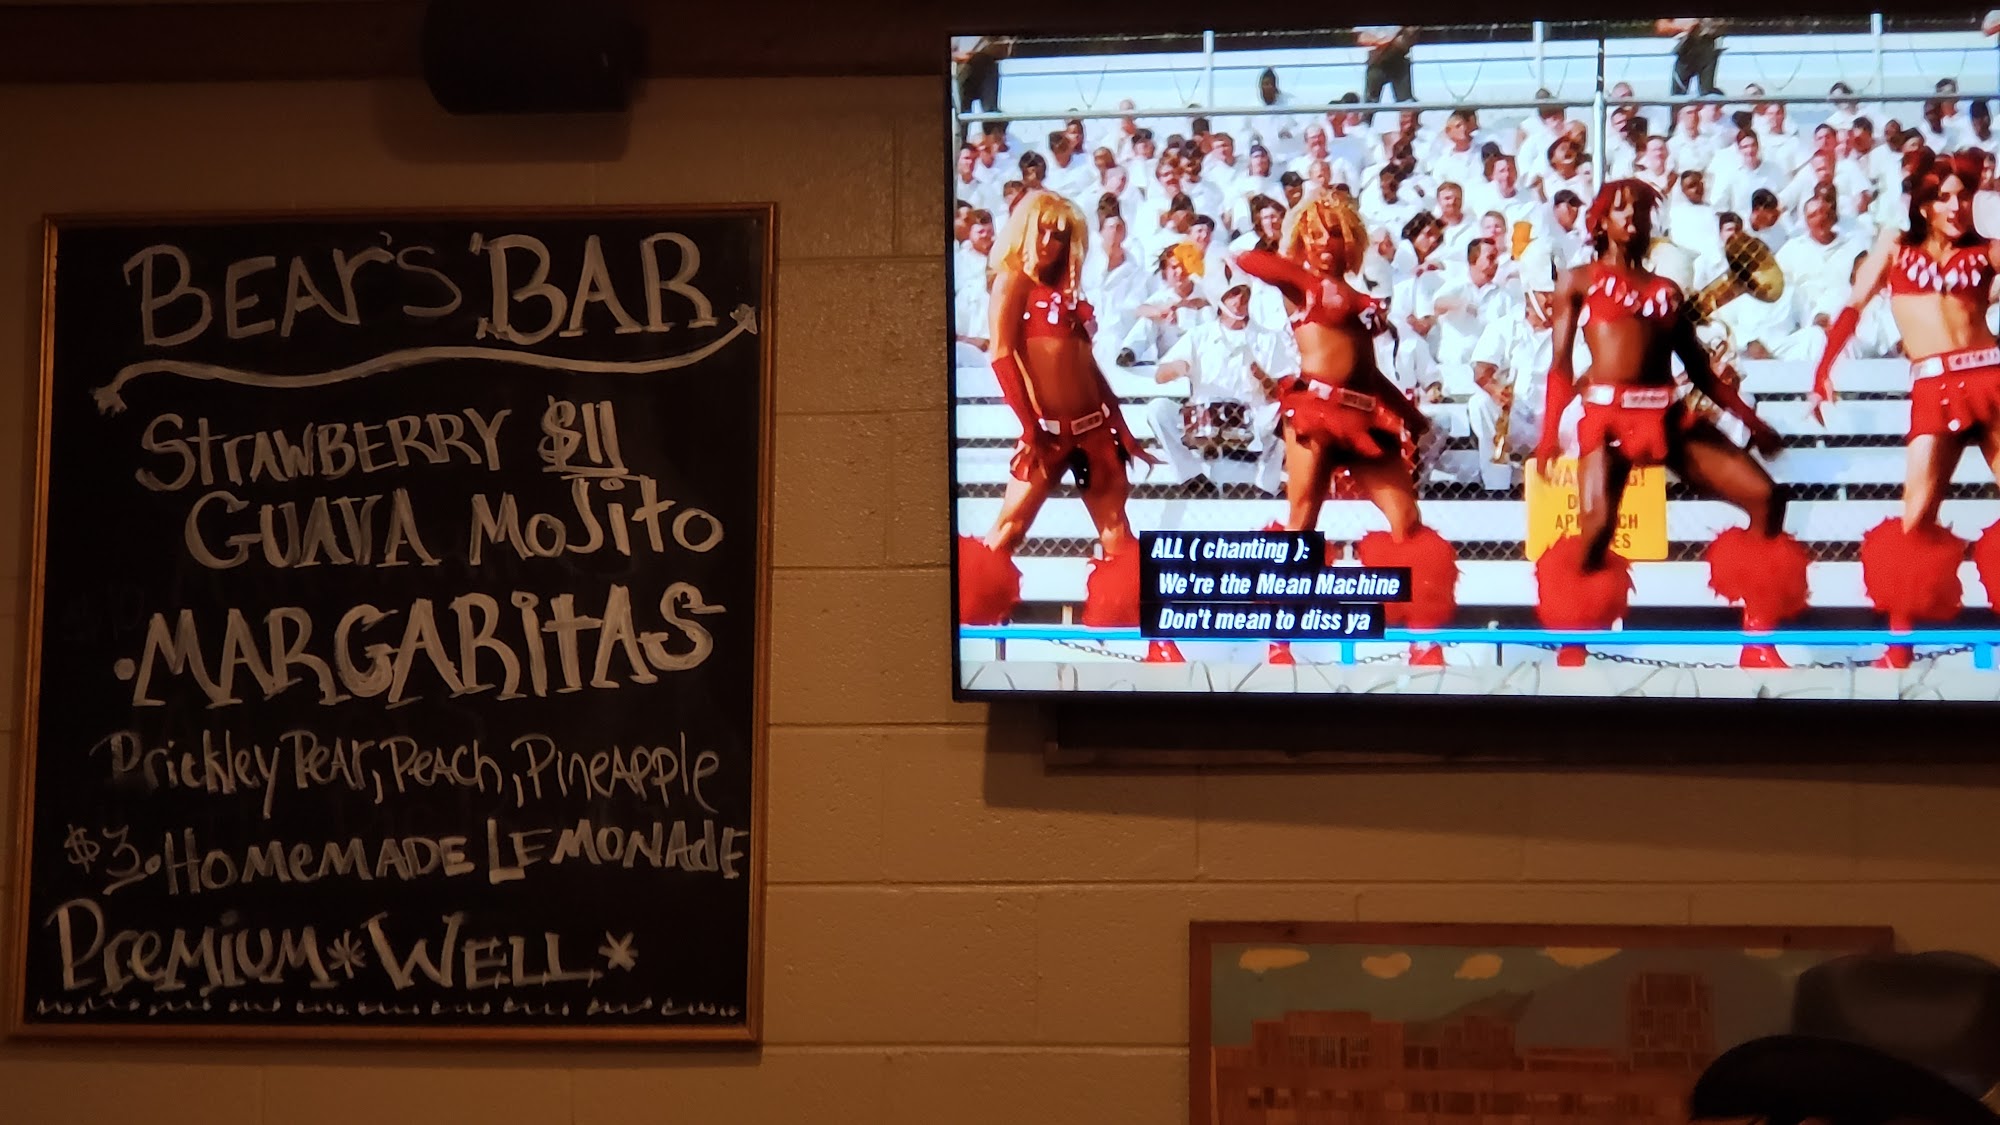 BEAr'S BAR
StrAWBERRY $11
GUAVA MoJito
•MARGARitAS
Prickley PEAr, PEACh, PinEApple
$3•HomemADE LEMONAdE
PreMiUM*WELL*
ALL ( chanting ):
We're the Mean Machine
Don't mean to diss ya